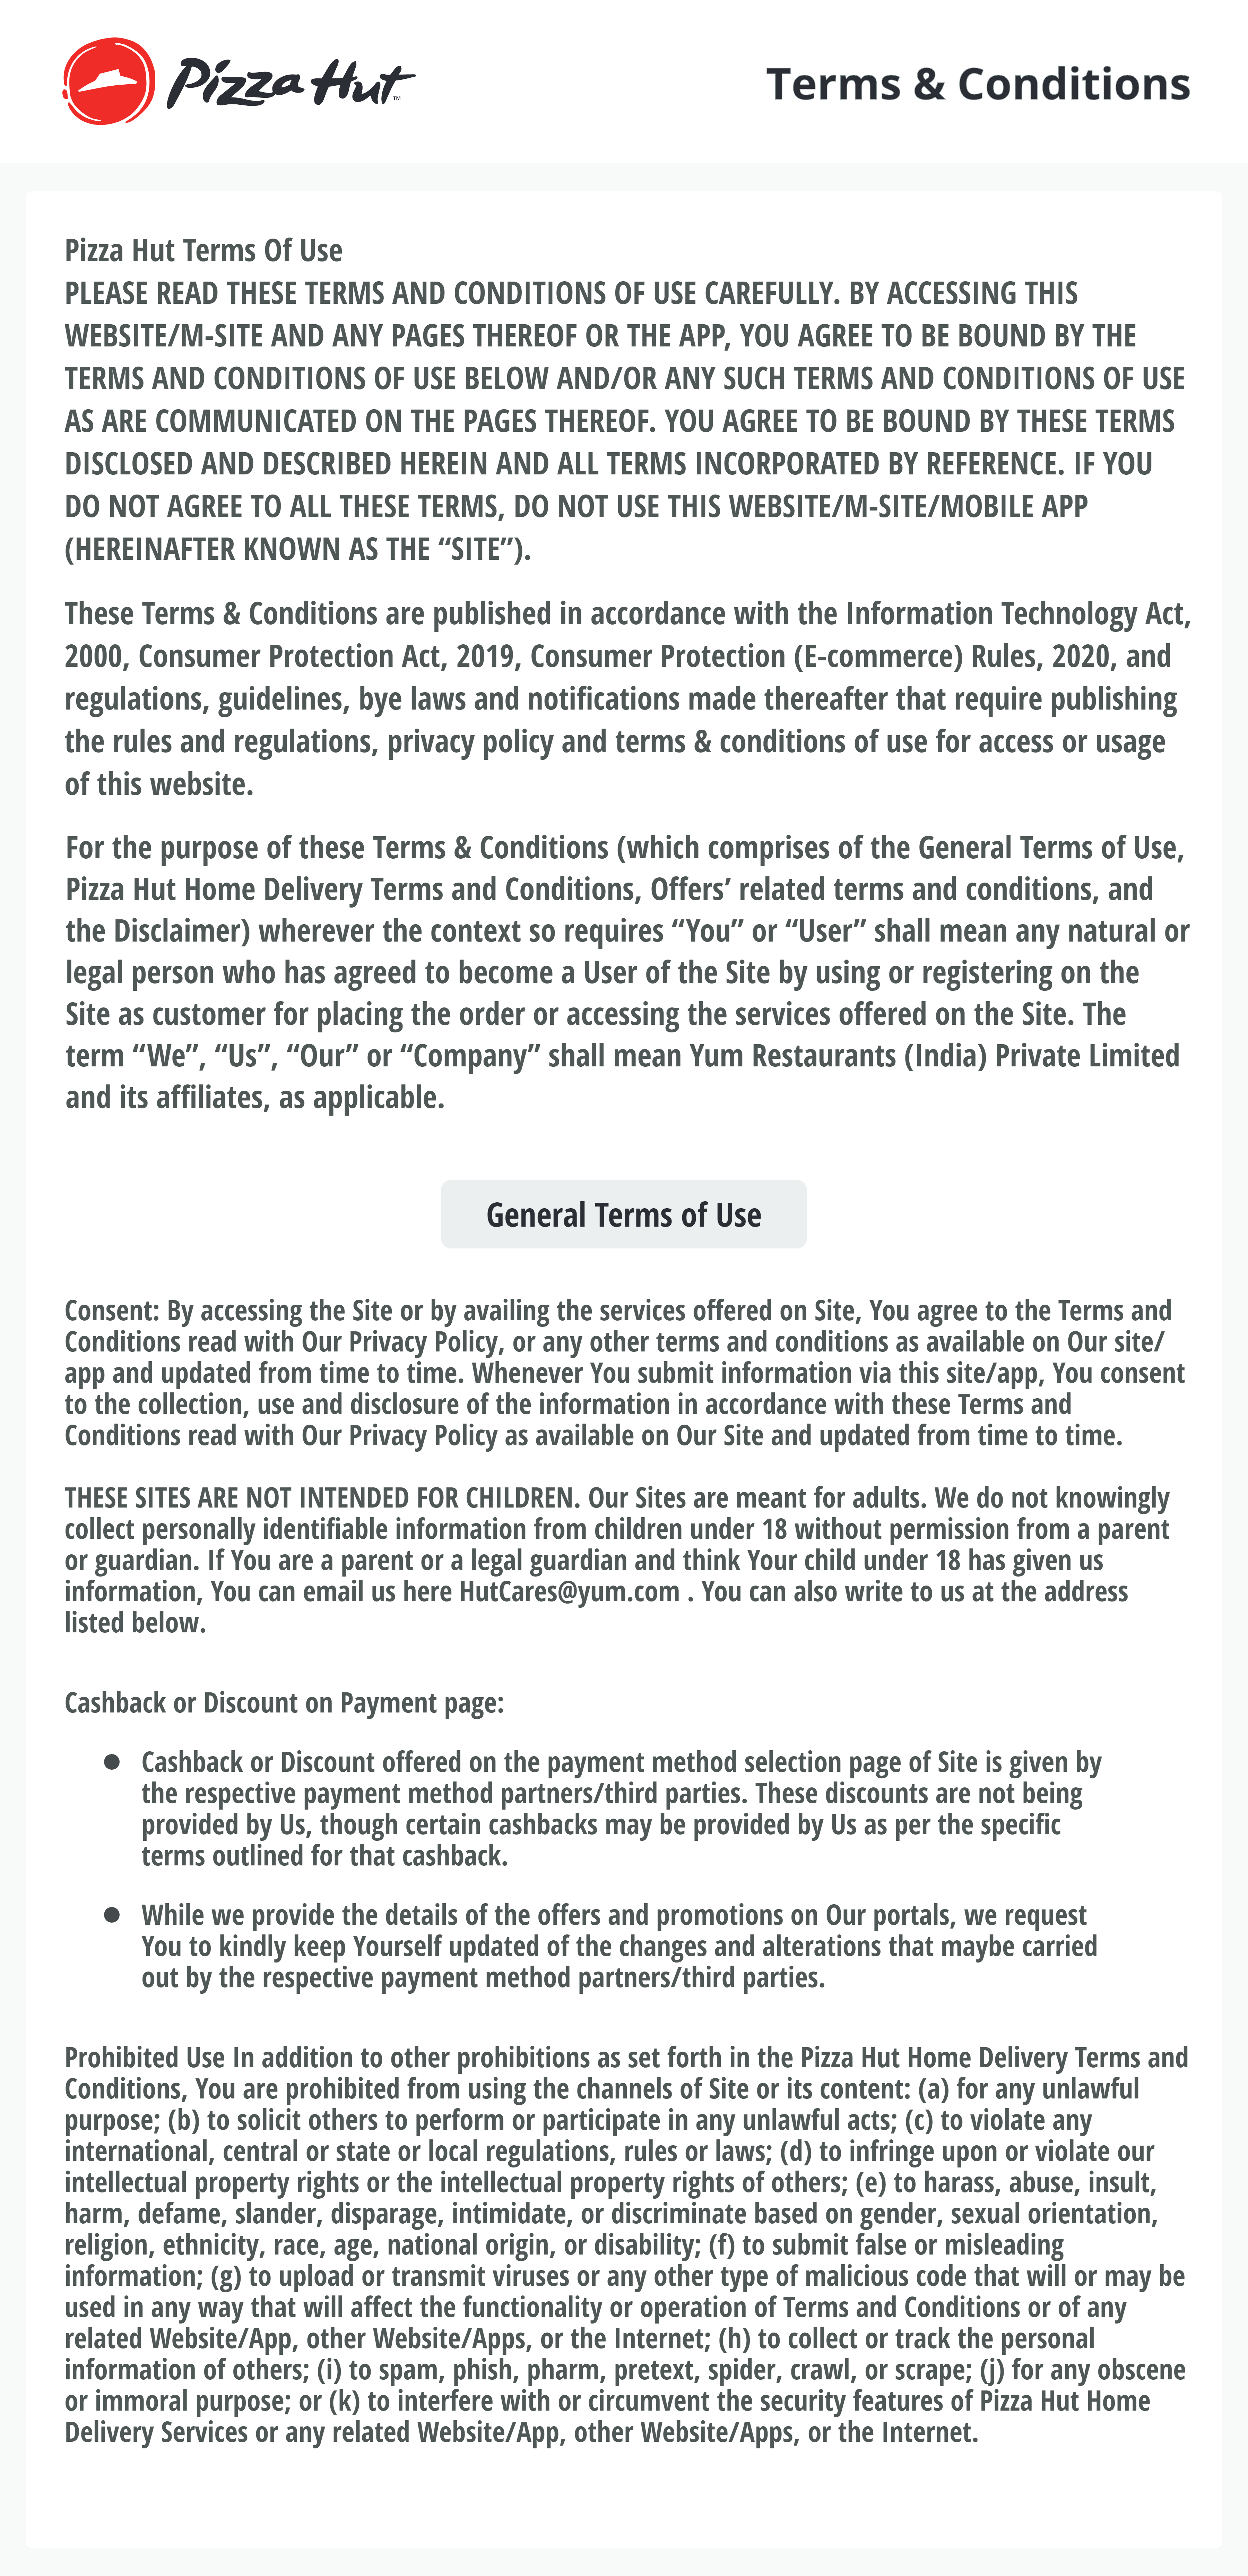 Pizza Hut™
Terms & Conditions
Pizza Hut Terms Of Use
PLEASE READ THESE TERMS AND CONDITIONS OF USE CAREFULLY. BY ACCESSING THIS
WEBSITE/M-SITE AND ANY PAGES THEREOF OR THE APP, YOU AGREE TO BE BOUND BY THE
TERMS AND CONDITIONS OF USE BELOW AND/OR ANY SUCH TERMS AND CONDITIONS OF USE
AS ARE COMMUNICATED ON THE PAGES THEREOF. YOU AGREE TO BE BOUND BY THESE TERMS
DISCLOSED AND DESCRIBED HEREIN AND ALL TERMS INCORPORATED BY REFERENCE. IF YOU
DO NOT AGREE TO ALL THESE TERMS, DO NOT USE THIS WEBSITE/M-SITE/MOBILE APP
(HEREINAFTER KNOWN AS THE “SITE”).
These Terms & Conditions are published in accordance with the Information Technology Act,
2000, Consumer Protection Act, 2019, Consumer Protection (E-commerce) Rules, 2020, and
regulations, guidelines, bye laws and notifications made thereafter that require publishing
the rules and regulations, privacy policy and terms & conditions of use for access or usage
of this website.
For the purpose of these Terms & Conditions (which comprises of the General Terms of Use,
Pizza Hut Home Delivery Terms and Conditions, Offers’ related terms and conditions, and
the Disclaimer) wherever the context so requires “You” or “User” shall mean any natural or
legal person who has agreed to become a User of the Site by using or registering on the
Site as customer for placing the order or accessing the services offered on the Site. The
term “We”, “Us”, “Our” or “Company” shall mean Yum Restaurants (India) Private Limited
and its affiliates, as applicable.
General Terms of Use
Consent: By accessing the Site or by availing the services offered on Site, You agree to the Terms and
Conditions read with Our Privacy Policy, or any other terms and conditions as available on Our site/
app and updated from time to time. Whenever You submit information via this site/app, You consent
to the collection, use and disclosure of the information in accordance with these Terms and
Conditions read with Our Privacy Policy as available on Our Site and updated from time to time.
THESE SITES ARE NOT INTENDED FOR CHILDREN. Our Sites are meant for adults. We do not knowingly
collect personally identifiable information from children under 18 without permission from a parent
or guardian. If You are a parent or a legal guardian and think Your child under 18 has given us
information, You can email us here HutCares@yum.com . You can also write to us at the address
listed below.
Cashback or Discount on Payment page:
● Cashback or Discount offered on the payment method selection page of Site is given by
the respective payment method partners/third parties. These discounts are not being
provided by Us, though certain cashbacks may be provided by Us as per the specific
terms outlined for that cashback.
● While we provide the details of the offers and promotions on Our portals, we request
You to kindly keep Yourself updated of the changes and alterations that maybe carried
out by the respective payment method partners/third parties.
Prohibited Use In addition to other prohibitions as set forth in the Pizza Hut Home Delivery Terms and
Conditions, You are prohibited from using the channels of Site or its content: (a) for any unlawful
purpose; (b) to solicit others to perform or participate in any unlawful acts; (c) to violate any
international, central or state or local regulations, rules or laws; (d) to infringe upon or violate our
intellectual property rights or the intellectual property rights of others; (e) to harass, abuse, insult,
harm, defame, slander, disparage, intimidate, or discriminate based on gender, sexual orientation,
religion, ethnicity, race, age, national origin, or disability; (f) to submit false or misleading
information; (g) to upload or transmit viruses or any other type of malicious code that will or may be
used in any way that will affect the functionality or operation of Terms and Conditions or of any
related Website/App, other Website/Apps, or the Internet; (h) to collect or track the personal
information of others; (i) to spam, phish, pharm, pretext, spider, crawl, or scrape; (j) for any obscene
or immoral purpose; or (k) to interfere with or circumvent the security features of Pizza Hut Home
Delivery Services or any related Website/App, other Website/Apps, or the Internet.